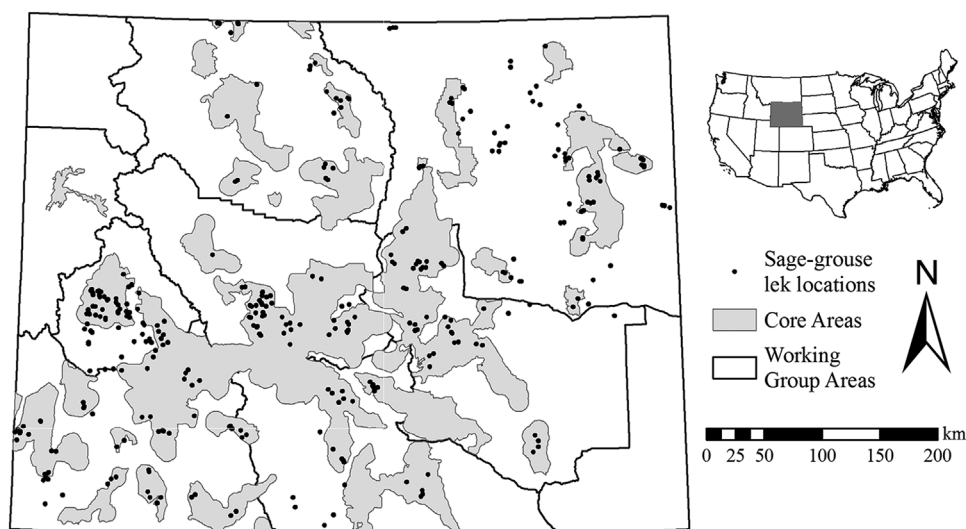 Sage-grouse
lek locations
Core Areas
Working
Group Areas
N
km
0 25 50 100 150 200